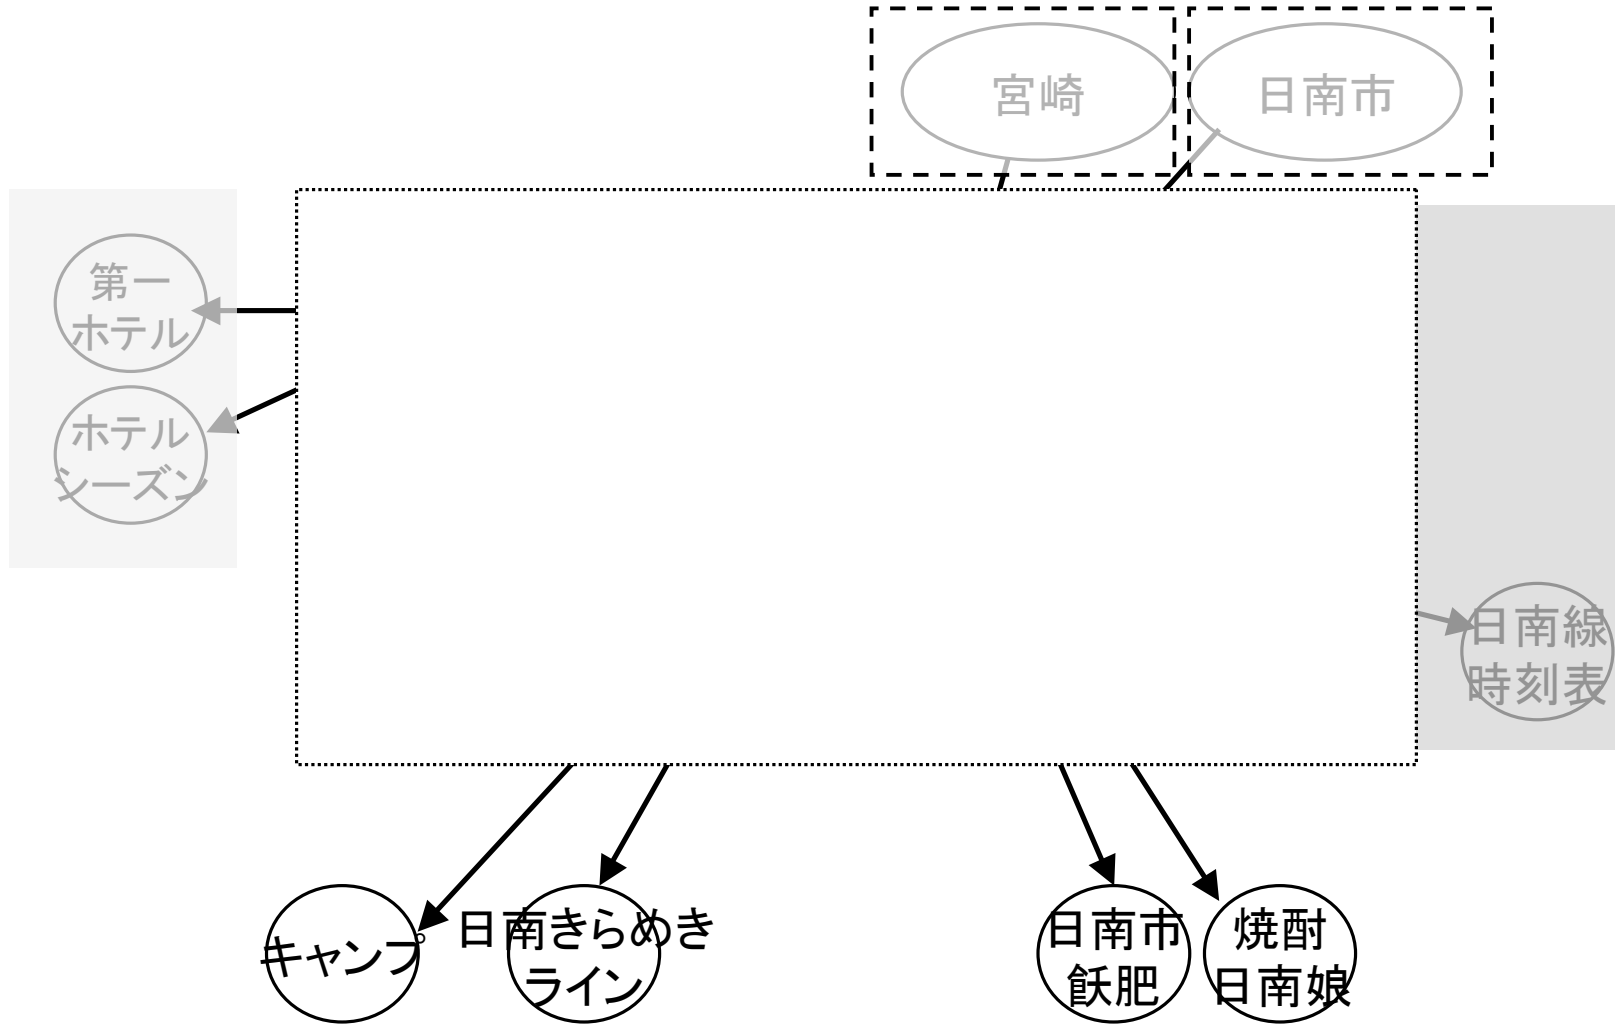 宮崎
日南市
第一
ホテル
ホテル
シーズン
日南線
時刻表
キャンプ
日南きらめき
ライン
日南市
飫肥
焼酎
日南娘